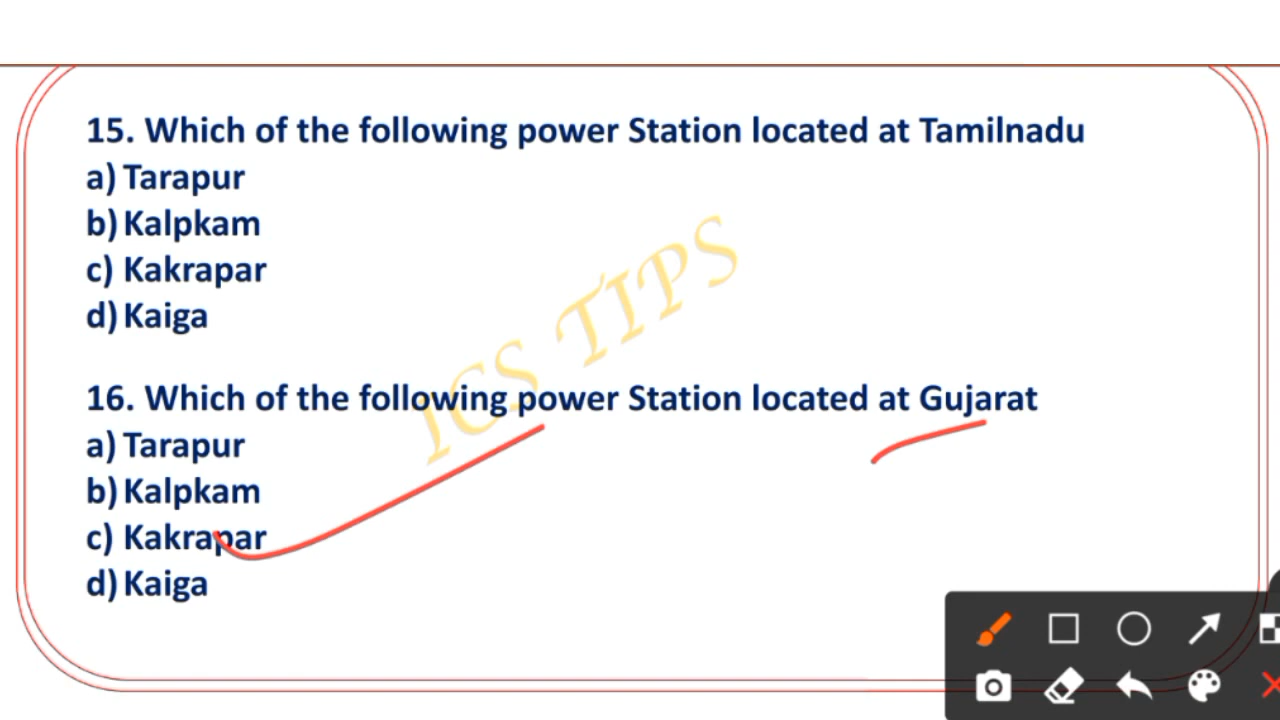 15. Which of the following power Station located at Tamilnadu
a) Tarapur
b) Kalpkam
c) Kakrapar
d) Kaiga
ICS TIPS
16. Which of the following power Station located at Gujarat
a) Tarapur
b) Kalpkam
c) Kakrapar
d) Kaiga